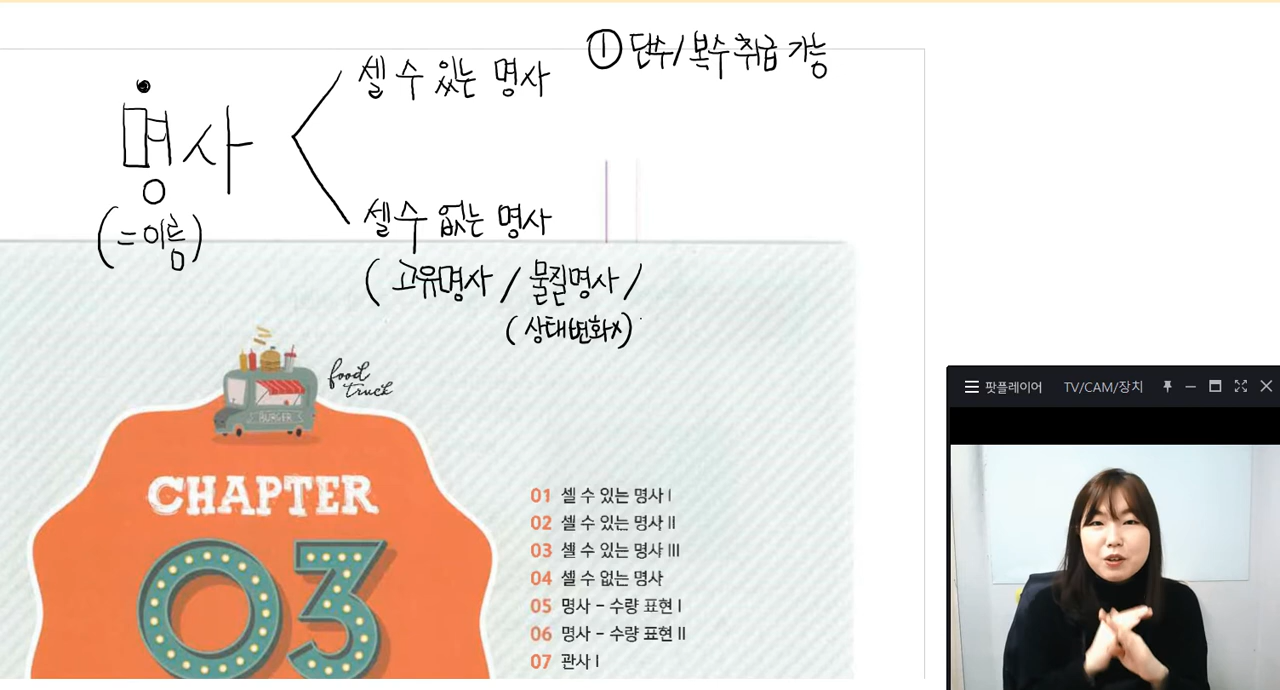 ① 단수/복수 취급 가능
셀 수 있는 명사
명사
(=이름)
셀 수 없는 명사
( 고유명사 / 물질명사 /
(상태변화x)
food
truck
BURGER
CHAPTER
03
01 셀 수 있는 명사 I
02 셀 수 있는 명사 II
03 셀 수 있는 명사 III
04 셀 수 없는 명사
05 명사 - 수량 표현 I
06 명사 - 수량 표현 II
07 관사 I
팟플레이어 TV/CAM/장치